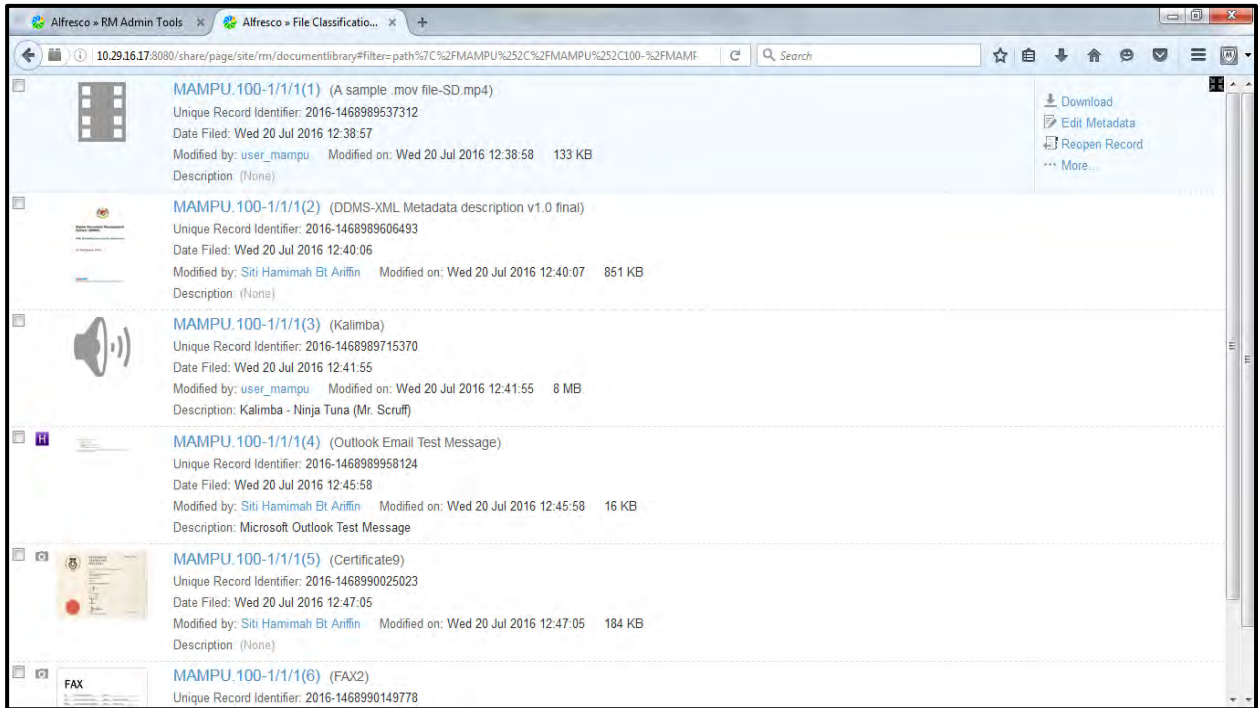 Alfresco » RM Admin Tools
Alfresco » File Classificatio...
10.29.16.17:8080/share/page/site/rm/documentlibrary#filter=path%7C%2FMAMPU%252C%2FMAMPU%252C100-%2FMAMF
Search
MAMPU.100-1/1/1(1) (A sample .mov file-SD.mp4)
Unique Record Identifier: 2016-1468989537312
Date Filed: Wed 20 Jul 2016 12:38:57
Modified by: user_mampu Modified on: Wed 20 Jul 2016 12:38:58 133 KB
Description: (None)
Download
Edit Metadata
Reopen Record
More...
MAMPU.100-1/1/1(2) (DDMS-XML Metadata description v1.0 final)
Unique Record Identifier: 2016-1468989606493
Date Filed: Wed 20 Jul 2016 12:40:06
Modified by: Siti Hamimah Bt Ariffin Modified on: Wed 20 Jul 2016 12:40:07 851 KB
Description: (None)
MAMPU.100-1/1/1(3) (Kalimba)
Unique Record Identifier: 2016-1468989715370
Date Filed: Wed 20 Jul 2016 12:41:55
Modified by: user_mampu Modified on: Wed 20 Jul 2016 12:41:55 8 MB
Description: Kalimba - Ninja Tuna (Mr. Scruff)
H
MAMPU.100-1/1/1(4) (Outlook Email Test Message)
Unique Record Identifier: 2016-1468989958124
Date Filed: Wed 20 Jul 2016 12:45:58
Modified by: Siti Hamimah Bt Ariffin Modified on: Wed 20 Jul 2016 12:45:58 16 KB
Description: Microsoft Outlook Test Message
MAMPU.100-1/1/1(5) (Certificate9)
Unique Record Identifier: 2016-1468990025023
Date Filed: Wed 20 Jul 2016 12:47:05
Modified by: Siti Hamimah Bt Ariffin Modified on: Wed 20 Jul 2016 12:47:05 184 KB
Description: (None)
FAX
MAMPU.100-1/1/1(6) (FAX2)
Unique Record Identifier: 2016-1468990149778